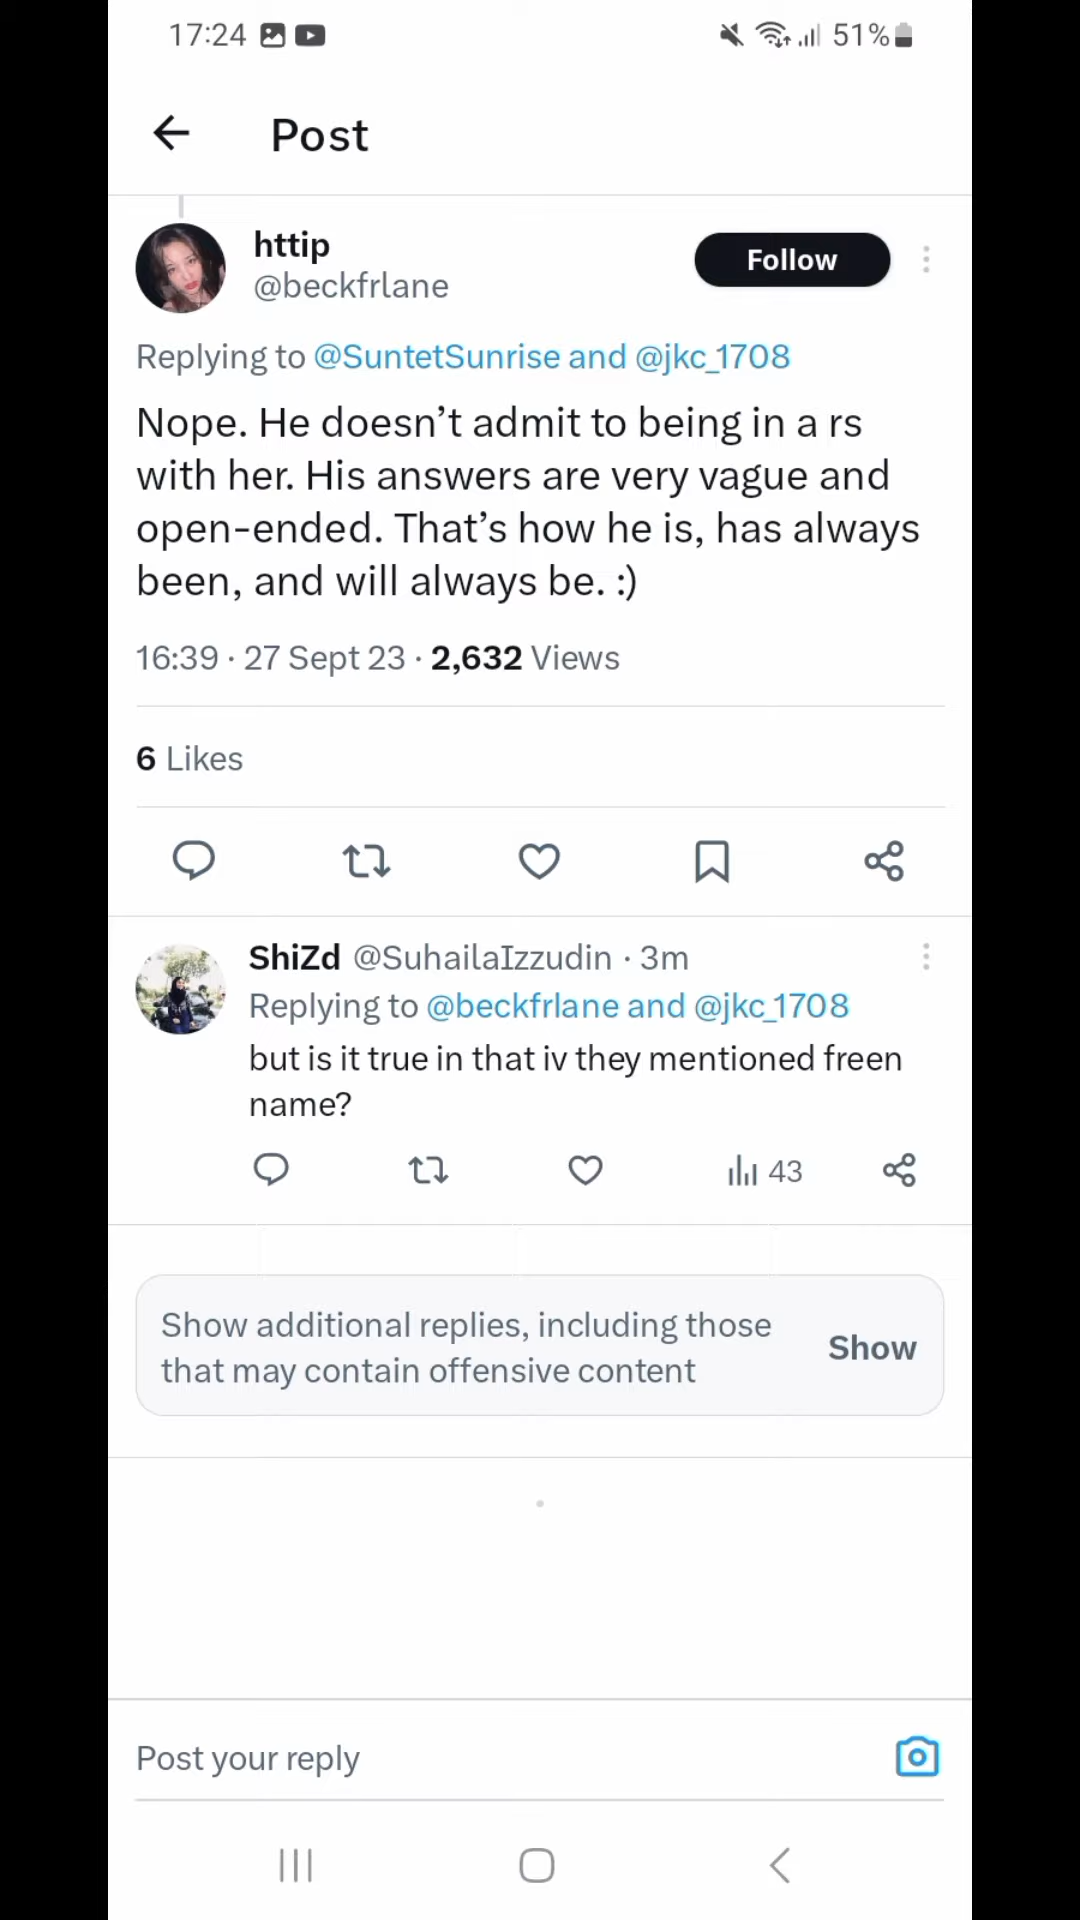 17:24
51%
Post
httip
@beckfrlane
Follow
Replying to @SuntetSunrise and @jkc_1708
Nope. He doesn’t admit to being in a rs
with her. His answers are very vague and
open-ended. That’s how he is, has always
been, and will always be. :)
16:39 · 27 Sept 23 · 2,632 Views
6 Likes
ShiZd @SuhailaIzzudin · 3m
Replying to @beckfrlane and @jkc_1708
but is it true in that iv they mentioned freen
name?
43
Show additional replies, including those
that may contain offensive content
Show
Post your reply